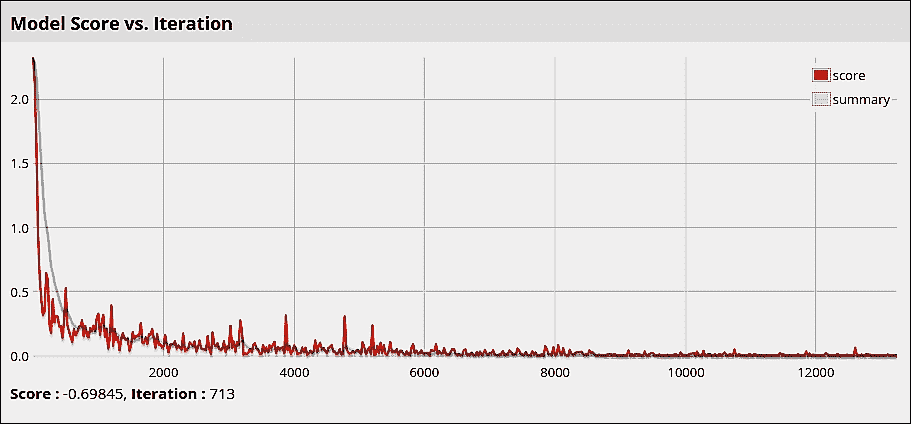 Model Score vs. Iteration
score
summary
2.0
1.5
1.0
0.5
0.0
2000 4000 6000 8000 10000 12000
Score : -0.69845, Iteration : 713